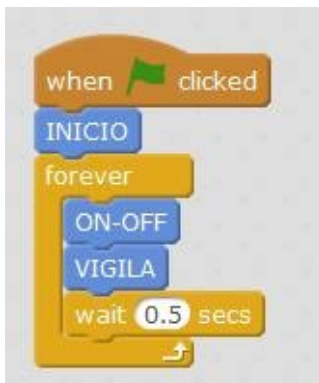 when clicked
INICIO
forever
ON-OFF
VIGILA
wait 0.5 secs